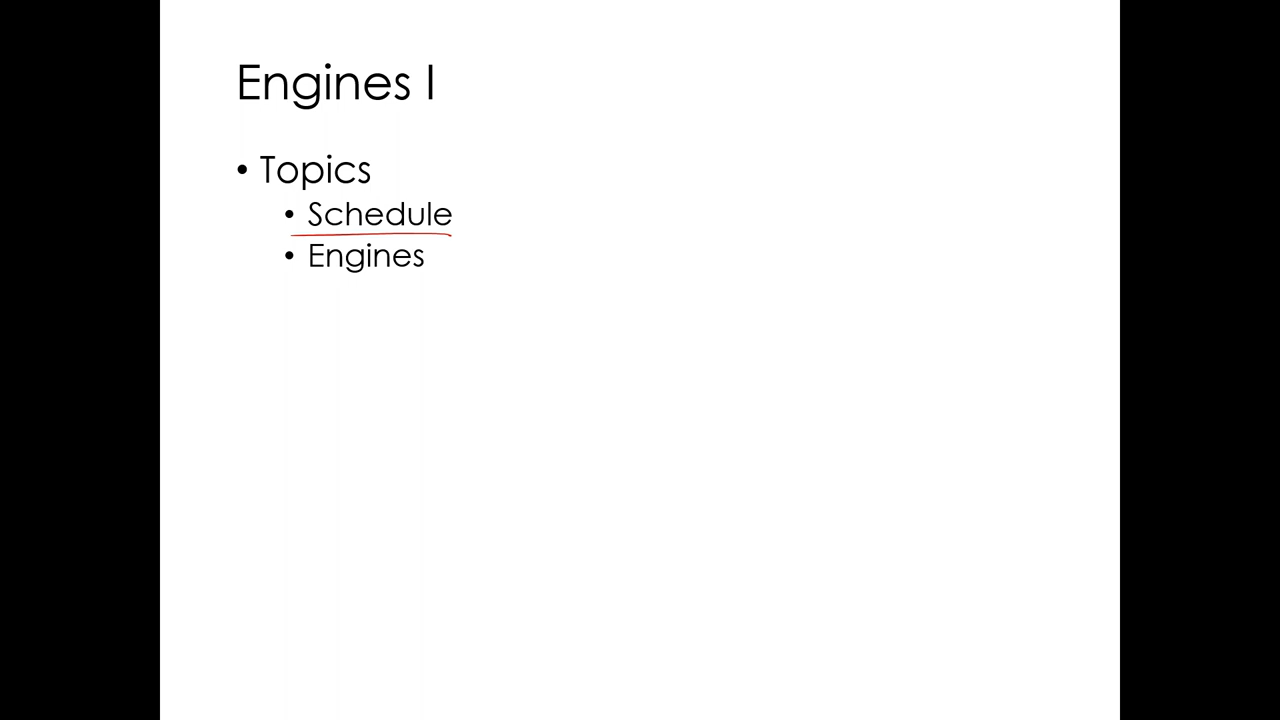 Engines I
• Topics
• Schedule
• Engines